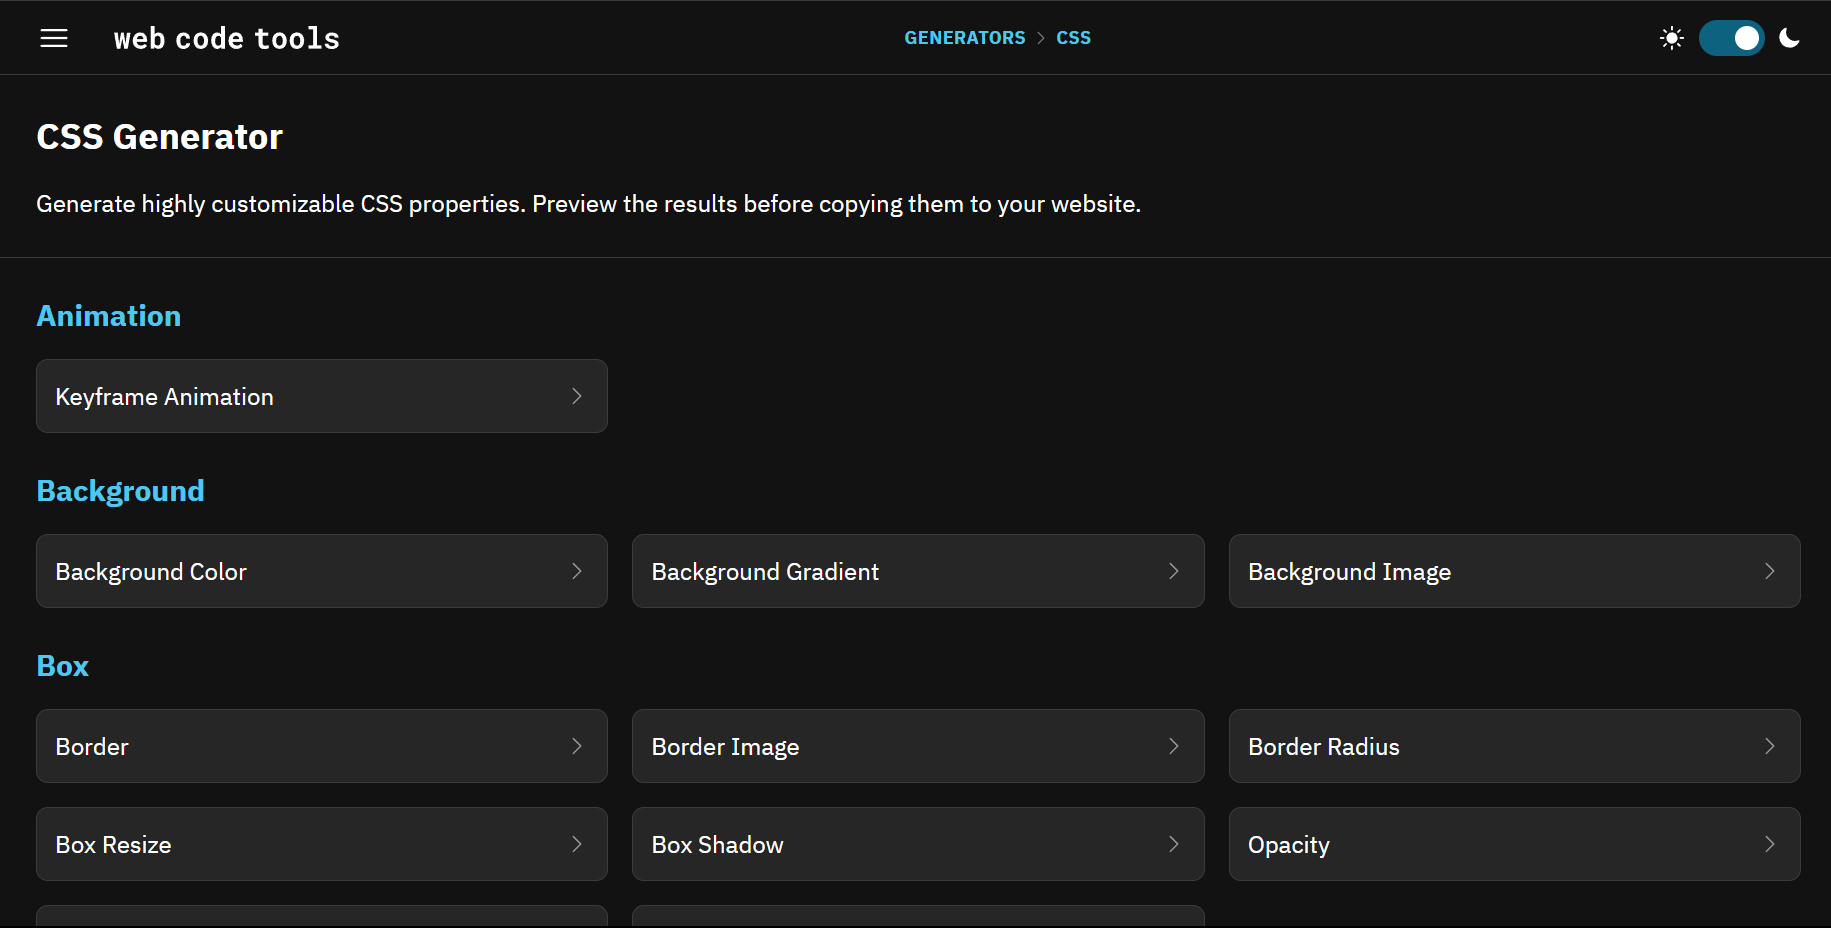 web code tools
GENERATORS > CSS
CSS Generator
Generate highly customizable CSS properties. Preview the results before copying them to your website.
Animation
Keyframe Animation
Background
Background Color
Background Gradient
Background Image
Box
Border
Border Image
Border Radius
Box Resize
Box Shadow
Opacity